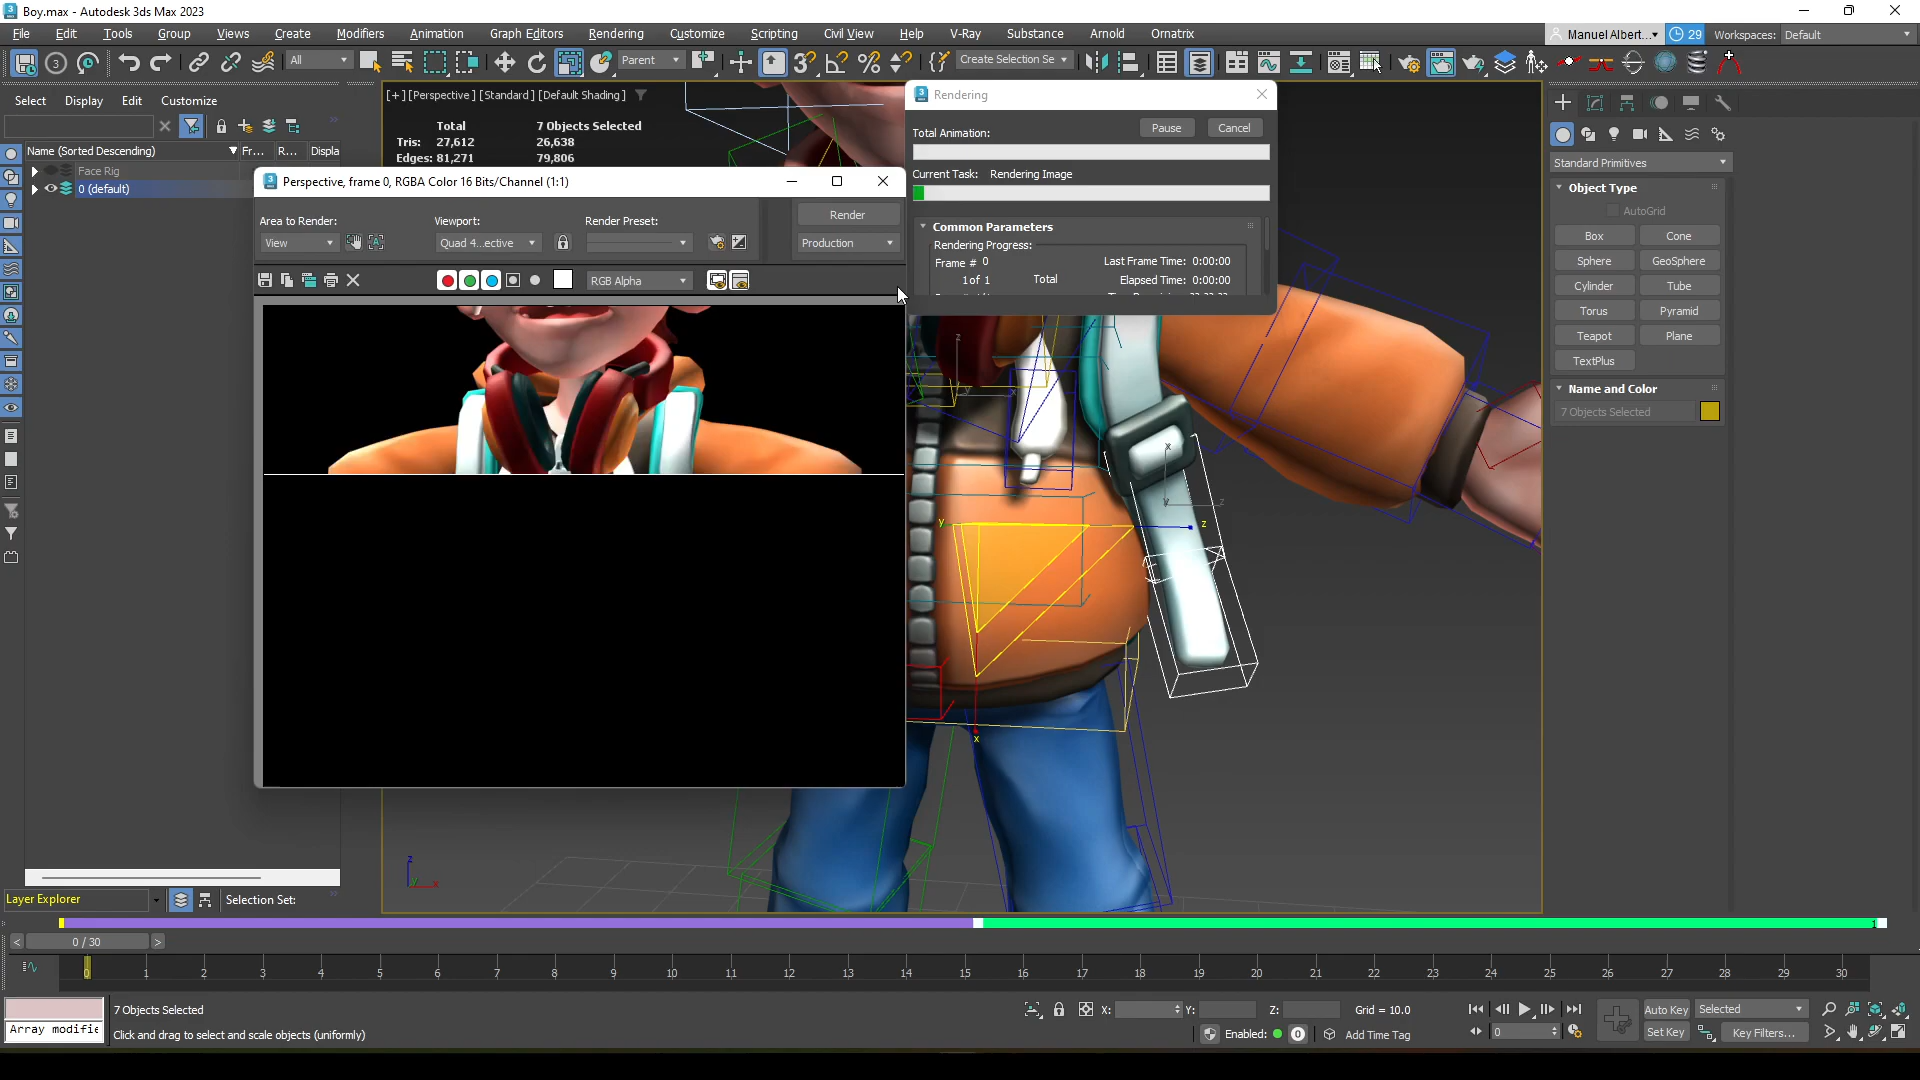 Boy.max - Autodesk 3ds Max 2023
File Edit Tools Group Views Create Modifiers Animation Graph Editors Rendering Customize Scripting Civil View Help V-Ray Substance Arnold Ornatrix
Manuel Albert... 29 Workspaces: Default
All Parent Create Selection Se
Select Display Edit Customize
[+] [Perspective] [Standard] [Default Shading]
Rendering
Total 7 Objects Selected
Tris: 27,612 26,638
Edges: 81,271 79,806
Total Animation: Pause Cancel
Current Task: Rendering Image
Common Parameters
Rendering Progress:
Frame # 0 Last Frame Time: 0:00:00
1 of 1 Total Elapsed Time: 0:00:00
Name (Sorted Descending) Fr... R... Displa
Face Rig
0 (default)
Perspective, frame 0, RGBA Color 16 Bits/Channel (1:1)
Area to Render: Viewport: Render Preset: Render
View Quad 4...ective Production
RGB Alpha
Standard Primitives
Object Type
AutoGrid
Box Cone
Sphere GeoSphere
Cylinder Tube
Torus Pyramid
Teapot Plane
TextPlus
Name and Color
7 Objects Selected
z
x
y z
y z
x
z
y x
Layer Explorer Selection Set:
1
< 0 / 30 >
0 1 2 3 4 5 6 7 8 9 10 11 12 13 14 15 16 17 18 19 20 21 22 23 24 25 26 27 28 29 30
7 Objects Selected X: Y: Z: Grid = 10.0 Auto Key Selected
Array modifie Click and drag to select and scale objects (uniformly) Enabled: 0 Add Time Tag 0 Set Key Key Filters...